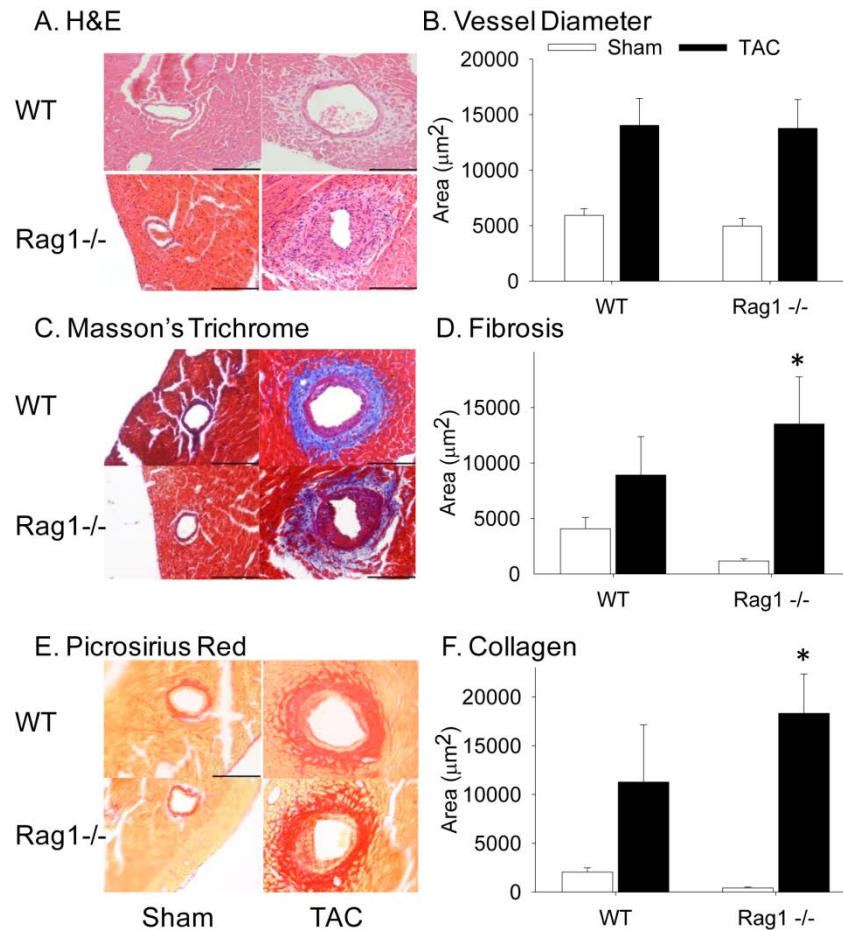 A. H&E
WT
Rag1-/-
B. Vessel Diameter
Sham TAC
20000
15000
10000
5000
0
Area (μm²)
WT Rag1 -/-
C. Masson's Trichrome
WT
Rag1-/-
D. Fibrosis
*
15000
10000
5000
0
Area (μm²)
WT Rag1 -/-
E. Picrosirius Red
WT
Rag1-/-
Sham TAC
F. Collagen
*
20000
15000
10000
5000
0
Area (μm²)
WT Rag1 -/-